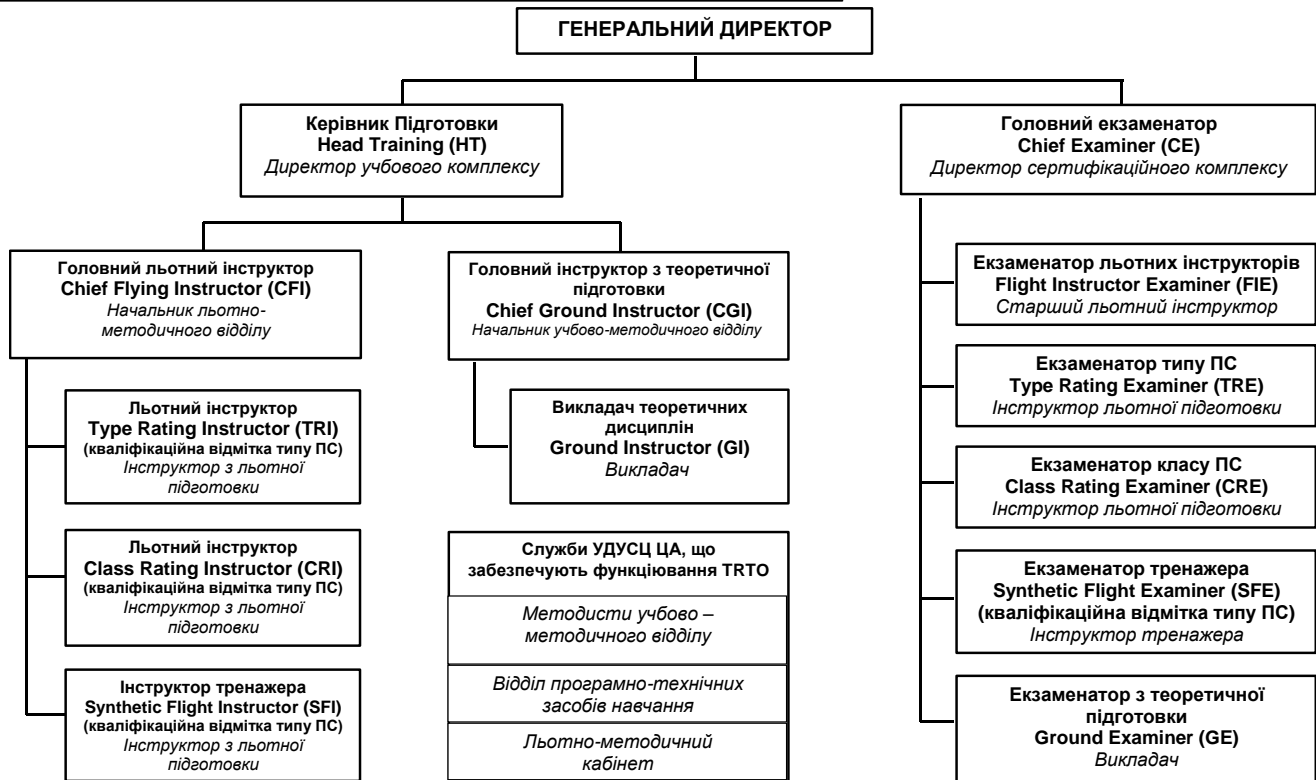 ГЕНЕРАЛЬНИЙ ДИРЕКТОР
Керівник Підготовки
Head Training (HT)
Директор учбового комплексу
Головний екзаменатор
Chief Examiner (CE)
Директор сертифікаційного комплексу
Головний льотний інструктор
Chief Flying Instructor (CFI)
Начальник льотно-
методичного відділу
Льотний інструктор
Type Rating Instructor (TRI)
(кваліфікаційна відмітка типу ПС)
Інструктор з льотної
підготовки
Льотний інструктор
Class Rating Instructor (CRI)
(кваліфікаційна відмітка типу ПС)
Інструктор з льотної
підготовки
Інструктор тренажера
Synthetic Flight Instructor (SFI)
(кваліфікаційна відмітка типу ПС)
Інструктор з льотної
підготовки
Головний інструктор з теоретичної
підготовки
Chief Ground Instructor (CGI)
Начальник учбово-методичного відділу
Викладач теоретичних
дисциплін
Ground Instructor (GI)
Викладач
Служби УДУСЦ ЦА, що
забезпечують функціювання TRTO
Методисти учбово –
методичного відділу
Відділ програмно-технічних
засобів навчання
Льотно-методичний
кабінет
Екзаменатор льотних інструкторів
Flight Instructor Examiner (FIE)
Старший льотний інструктор
Екзаменатор типу ПС
Type Rating Examiner (TRE)
Інструктор льотної підготовки
Екзаменатор класу ПС
Class Rating Examiner (CRE)
Інструктор льотної підготовки
Екзаменатор тренажера
Synthetic Flight Examiner (SFE)
(кваліфікаційна відмітка типу ПС)
Інструктор тренажера
Екзаменатор з теоретичної
підготовки
Ground Examiner (GE)
Викладач